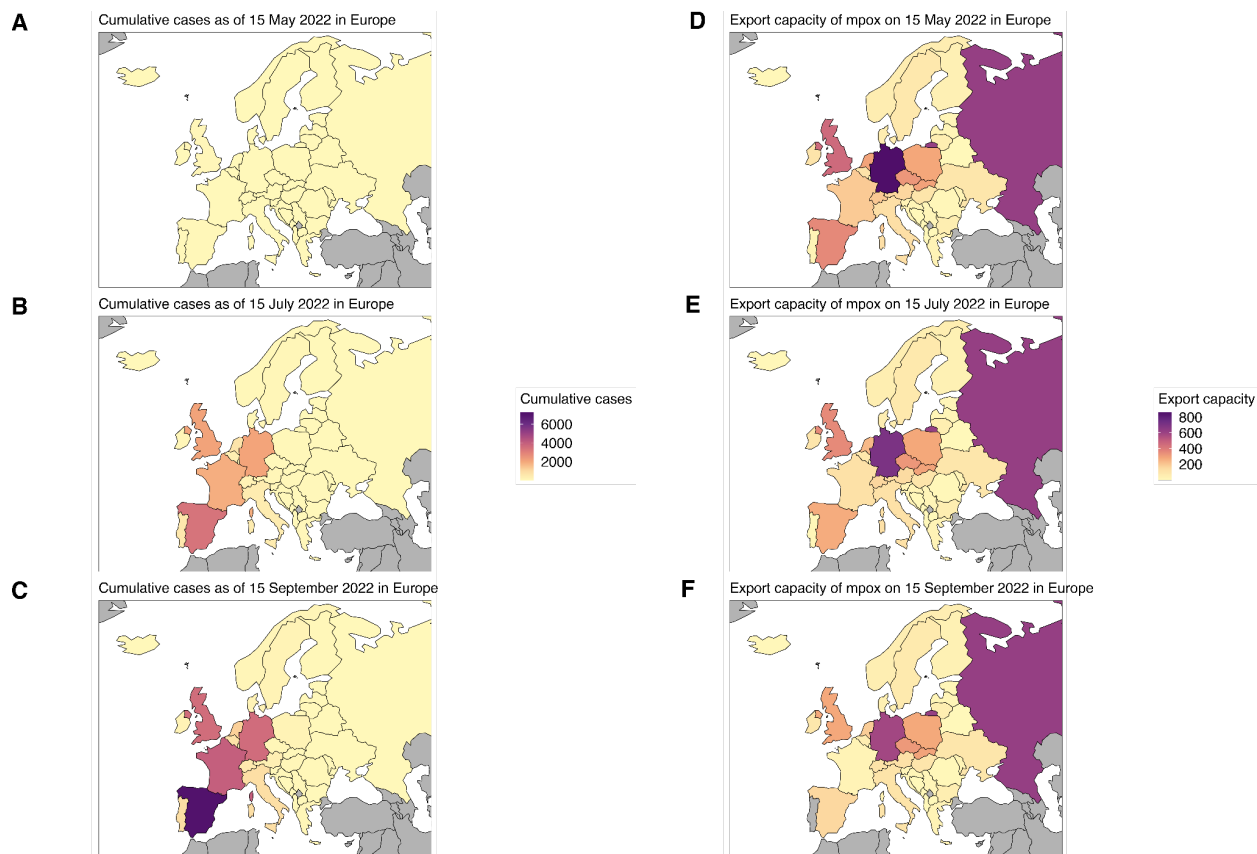 A
Cumulative cases as of 15 May 2022 in Europe
D
Export capacity of mpox on 15 May 2022 in Europe
B
Cumulative cases as of 15 July 2022 in Europe
E
Export capacity of mpox on 15 July 2022 in Europe
Cumulative cases
6000
4000
2000
Export capacity
800
600
400
200
C
Cumulative cases as of 15 September 2022 in Europe
F
Export capacity of mpox on 15 September 2022 in Europe